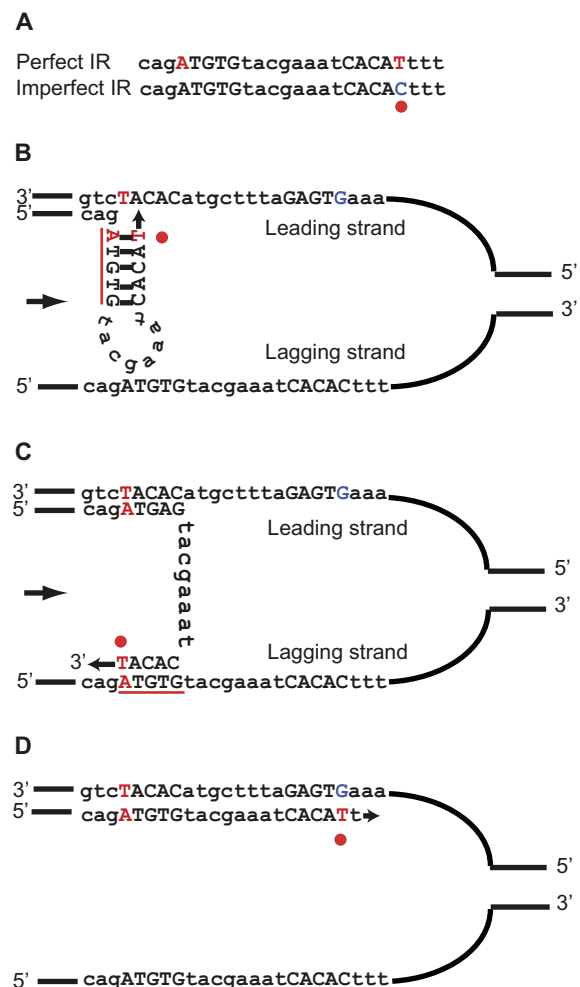 A
Perfect IR cagATGTGtacgaaatCACATttt
Imperfect IR cagATGTGtacgaaatCACACttt
B
3’ gtcTACACatgctttaGAGTGaaa
5’ cag
ATGTGtacgaaatCACAT
Leading strand
5’
3’
Lagging strand
5’ cagATGTGtacgaaatCACACttt
C
3’ gtcTACACatgctttaGAGTGaaa
5’ cagATGAG
tacgaaat
Leading strand
5’
3’
Lagging strand
3’ TACAC
5’ cagATGTGtacgaaatCACACttt
D
3’ gtcTACACatgctttaGAGTGaaa
5’ cagATGTGtacgaaatCACATt
5’
3’
5’ cagATGTGtacgaaatCACACttt